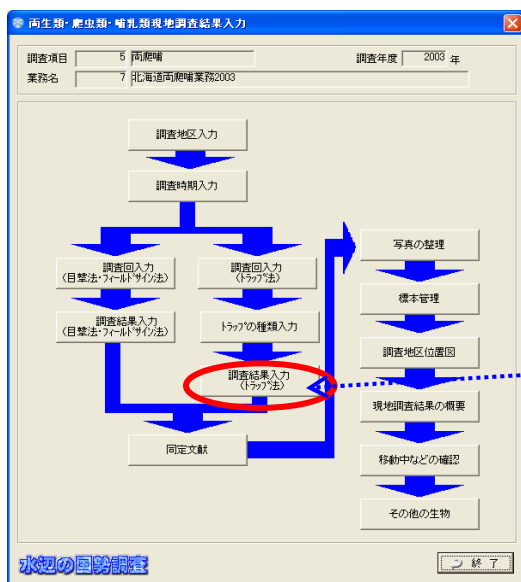 両生類・爬虫類・哺乳類現地調査結果入力
調査項目 5 両爬哺 調査年度 2003 年
業務名 7 北海道両爬哺業務2003
調査地区入力
調査時期入力
調査回入力
(目撃法・フィールドサイン法)
調査回入力
(トラップ法)
調査結果入力
(目撃法・フィールドサイン法)
トラップの種類入力
調査結果入力
(トラップ法)
同定文献
写真の整理
標本管理
調査地区位置図
現地調査結果の概要
移動中などの確認
その他の生物
水辺の国勢調査
終 了